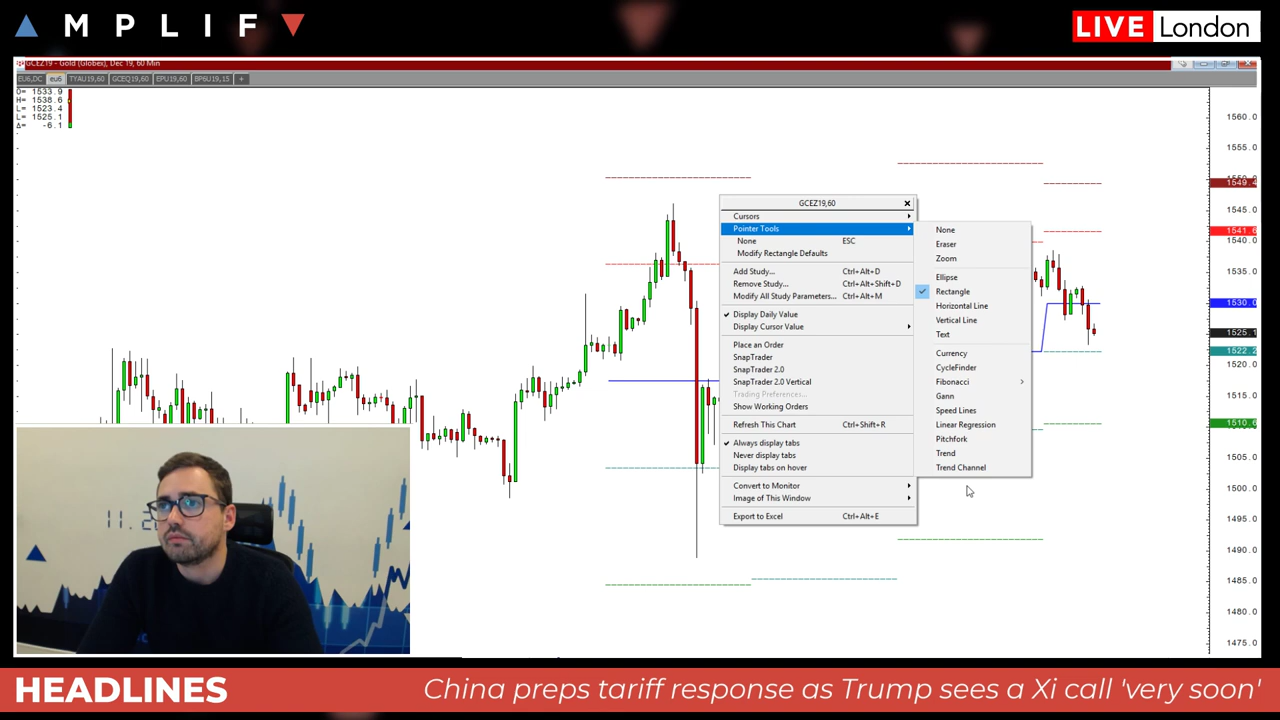 MPLIF
LIVE London
GCEZ19 - Gold (Globex), Dec 19, 60 Min
EU6,DC eu6 TYAU19,60 GCEQ19,60 EPU19,60 BP6U19,15 +
O= 1533.9
H= 1538.6
L= 1523.4
L= 1525.1
Δ= -6.1
GCEZ19,60
Cursors
Pointer Tools
None ESC
Modify Rectangle Defaults
Add Study... Ctrl+Alt+D
Remove Study... Ctrl+Alt+Shift+D
Modify All Study Parameters... Ctrl+Alt+M
Display Daily Value
Display Cursor Value
Place an Order
SnapTrader
SnapTrader 2.0
SnapTrader 2.0 Vertical
Trading Preferences...
Show Working Orders
Refresh This Chart Ctrl+Shift+R
Always display tabs
Never display tabs
Display tabs on hover
Convert to Monitor
Image of This Window
Export to Excel Ctrl+Alt+E
None
Eraser
Zoom
Ellipse
Rectangle
Horizontal Line
Vertical Line
Text
Currency
CycleFinder
Fibonacci
Gann
Speed Lines
Linear Regression
Pitchfork
Trend
Trend Channel
1560.0
1555.0
1549.4
1545.0
1541.6
1540.0
1535.0
1530.0
1525.1
1522.2
1515.0
1510.6
1505.0
1500.0
1495.0
1490.0
1485.0
1480.0
1475.0
HEADLINES
China preps tariff response as Trump sees a Xi call 'very soon'